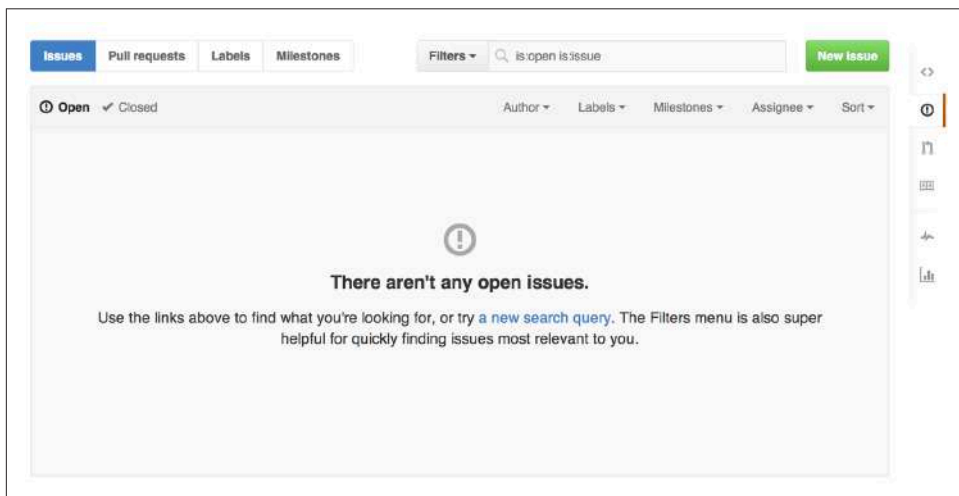 Issues Pull requests Labels Milestones Filters is:open is:issue New issue
Open Closed Author Labels Milestones Assignee Sort
There aren't any open issues.
Use the links above to find what you're looking for, or try a new search query. The Filters menu is also super
helpful for quickly finding issues most relevant to you.